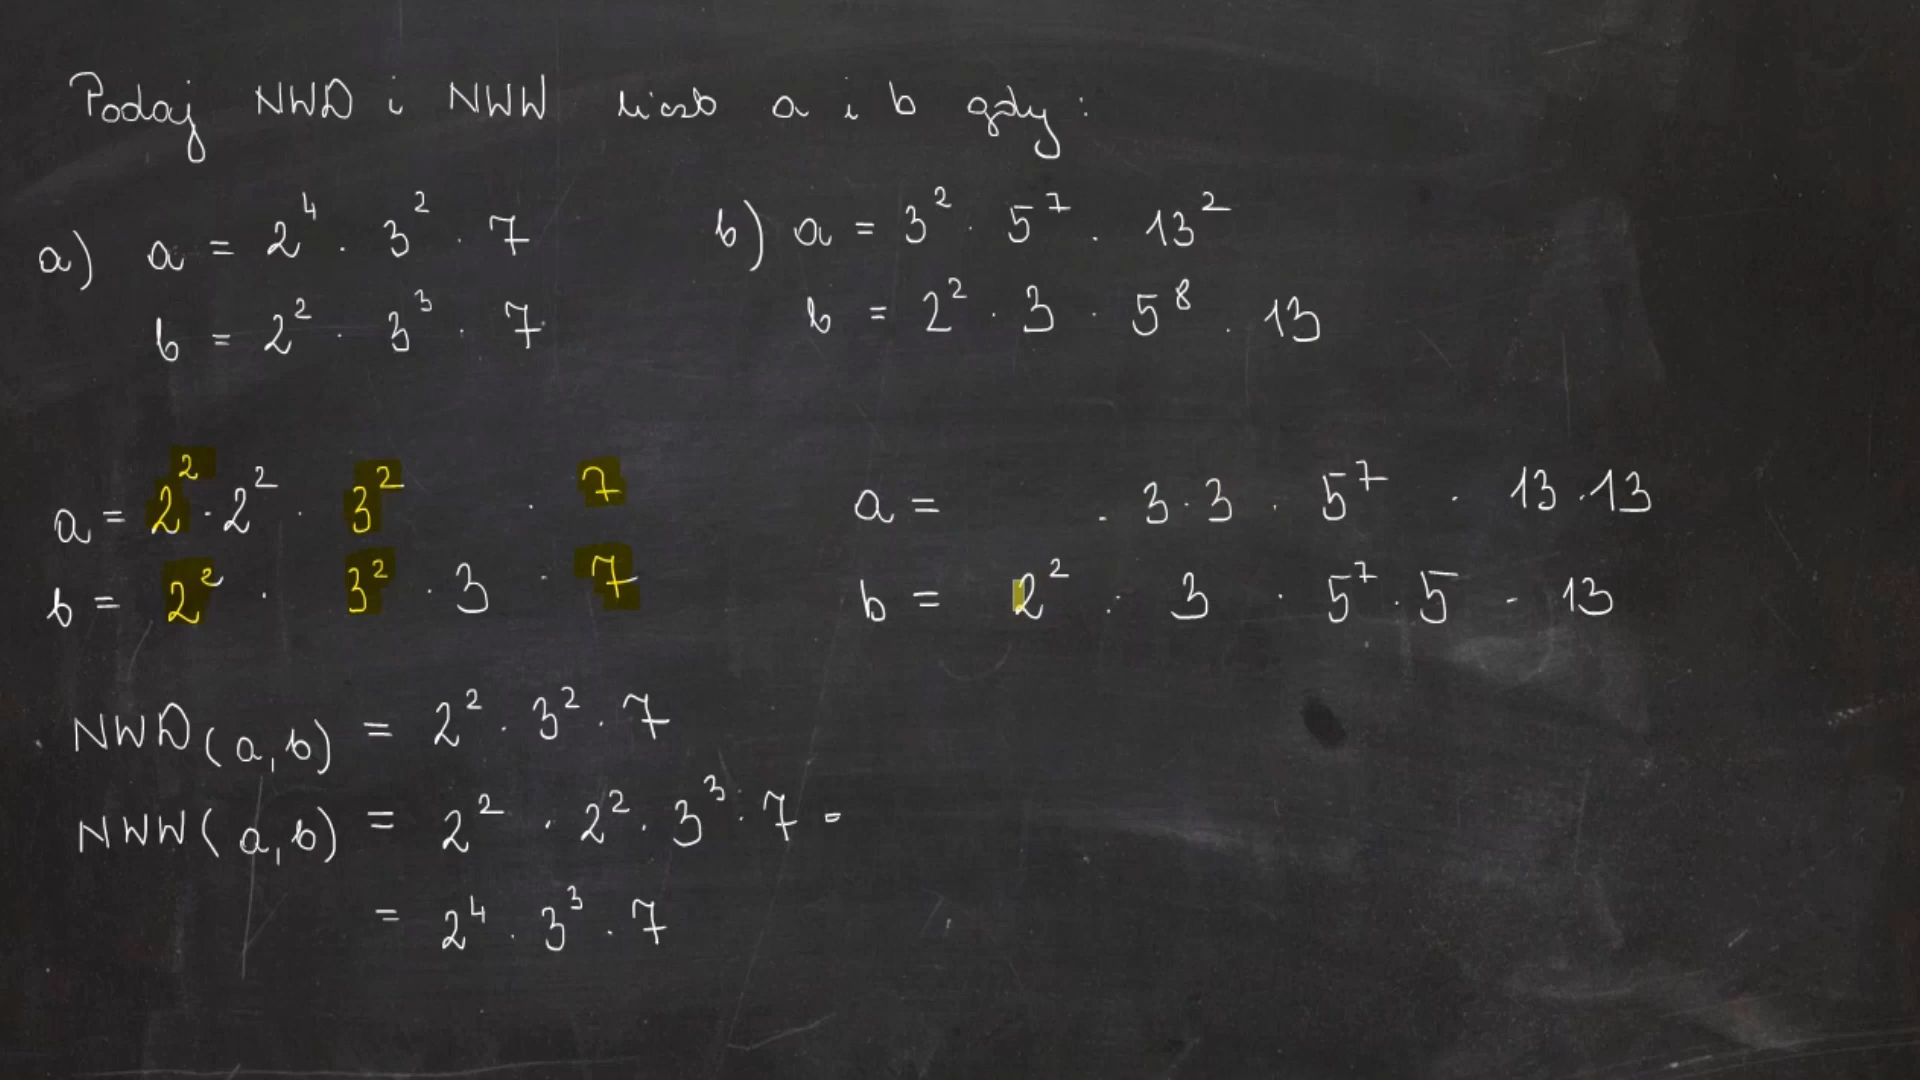 Podaj NWD i NWW liczb a i b gdy:
a) a = 2⁴ · 3² · 7
b = 2² · 3³ · 7
b) a = 3² · 5⁷ · 13²
b = 2² · 3 · 5⁸ · 13
a = 2² · 2² · 3² · 7
b = 2² · 3² · 3 · 7
NWD(a,b) = 2² · 3² · 7
NWW(a,b) = 2² · 2² · 3³ · 7 =
= 2⁴ · 3³ · 7
a = · 3 · 3 · 5⁷ · 13 · 13
b = 2² · 3 · 5⁷ · 5 · 13